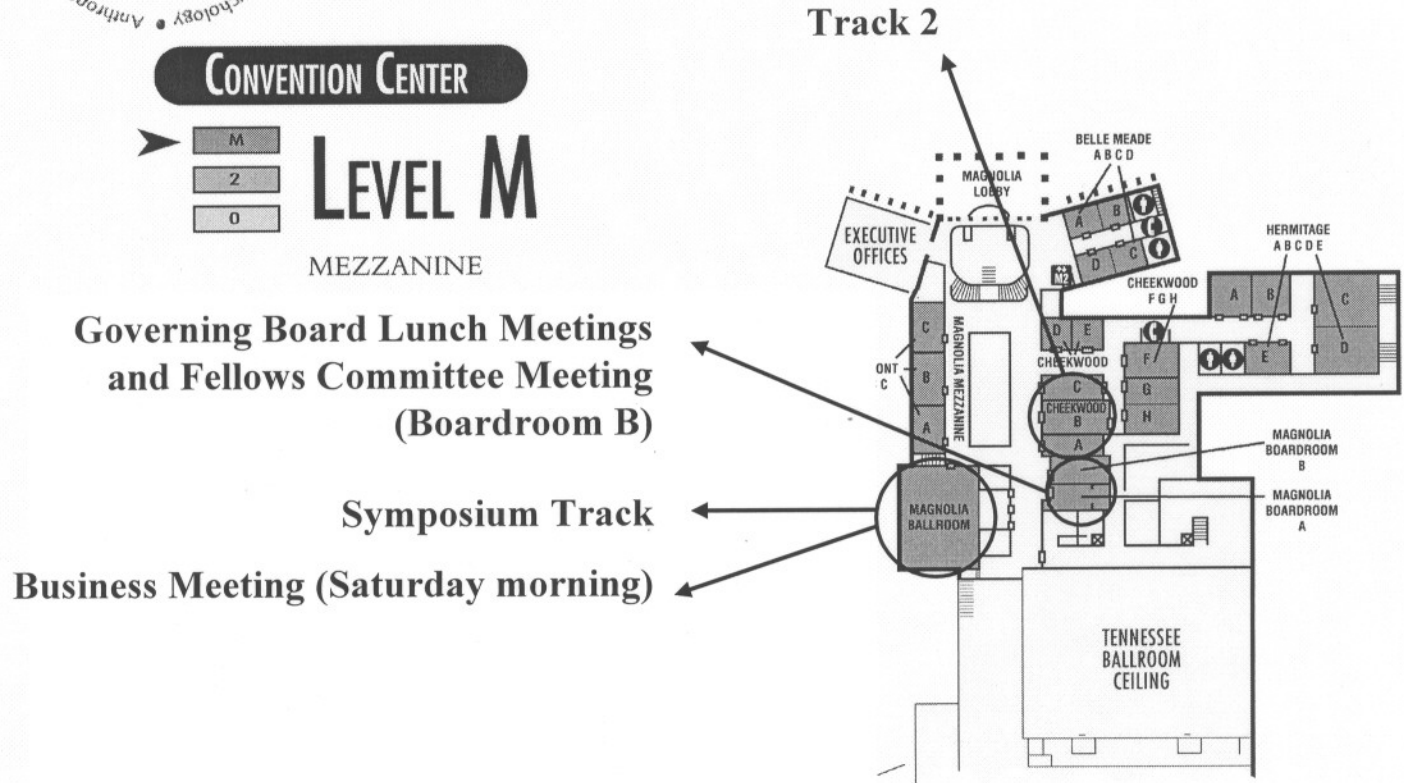 Track 2
CONVENTION CENTER
M
2
0
LEVEL M
MEZZANINE
Governing Board Lunch Meetings
and Fellows Committee Meeting
(Boardroom B)
Symposium Track
Business Meeting (Saturday morning)
BELLE MEADE
A B C D
MAGNOLIA
LOBBY
A
B
D
C
EXECUTIVE
OFFICES
HERMITAGE
A B C D E
CHEEKWOOD
F G H
A
B
C
E
D
C
B
A
ONT
C
MAGNOLIA MEZZANINE
D
E
CHEEKWOOD
F
G
H
C
CHEEKWOOD
B
A
MAGNOLIA
BOARDROOM
B
MAGNOLIA
BOARDROOM
A
MAGNOLIA
BALLROOM
TENNESSEE
BALLROOM
CEILING